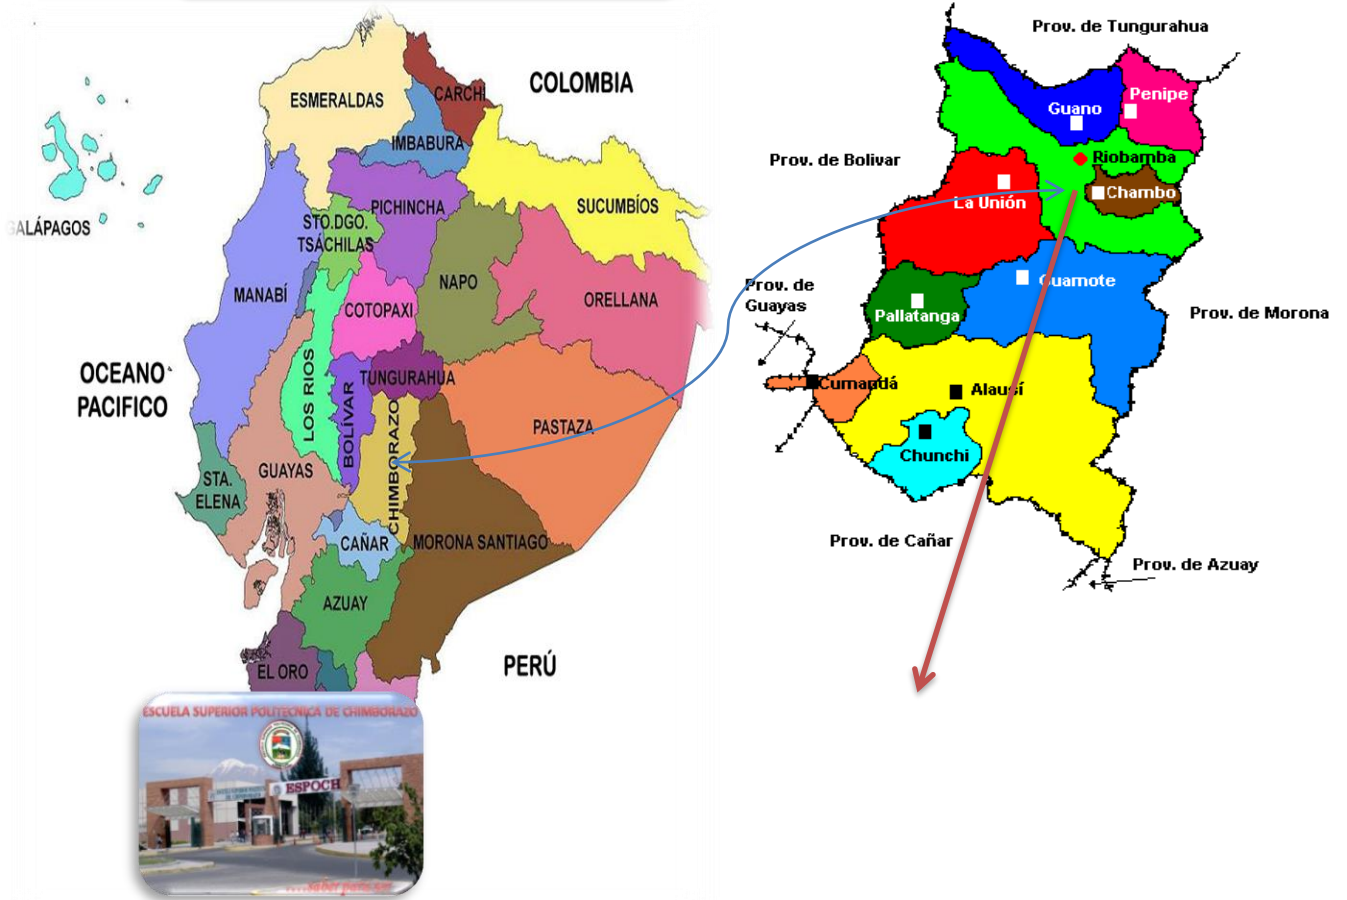 COLOMBIA
ESMERALDAS
CARCHI
IMBABURA
PICHINCHA
SUCUMBÍOS
STO.DGO.
TSÁCHILAS
NAPO
MANABÍ
COTOPAXI
ORELLANA
OCEANO
PACIFICO
LOS RIOS
BOLÍVAR
TUNGURAHUA
CHIMBORAZO
PASTAZA
GUAYAS
STA.
ELENA
CAÑAR
MORONA SANTIAGO
AZUAY
EL ORO
PERÚ
ALÁPAGOS
ESCUELA SUPERIOR POLITECNICA DE CHIMBORAZO
ESPOCH
Prov. de Tungurahua
Guano
Penipe
Prov. de Bolivar
Riobamba
Chambo
La Unión
Prov. de
Guayas
Guamote
Pallatanga
Prov. de Morona
Cumandá
Alausí
Chunchi
Prov. de Cañar
Prov. de Azuay